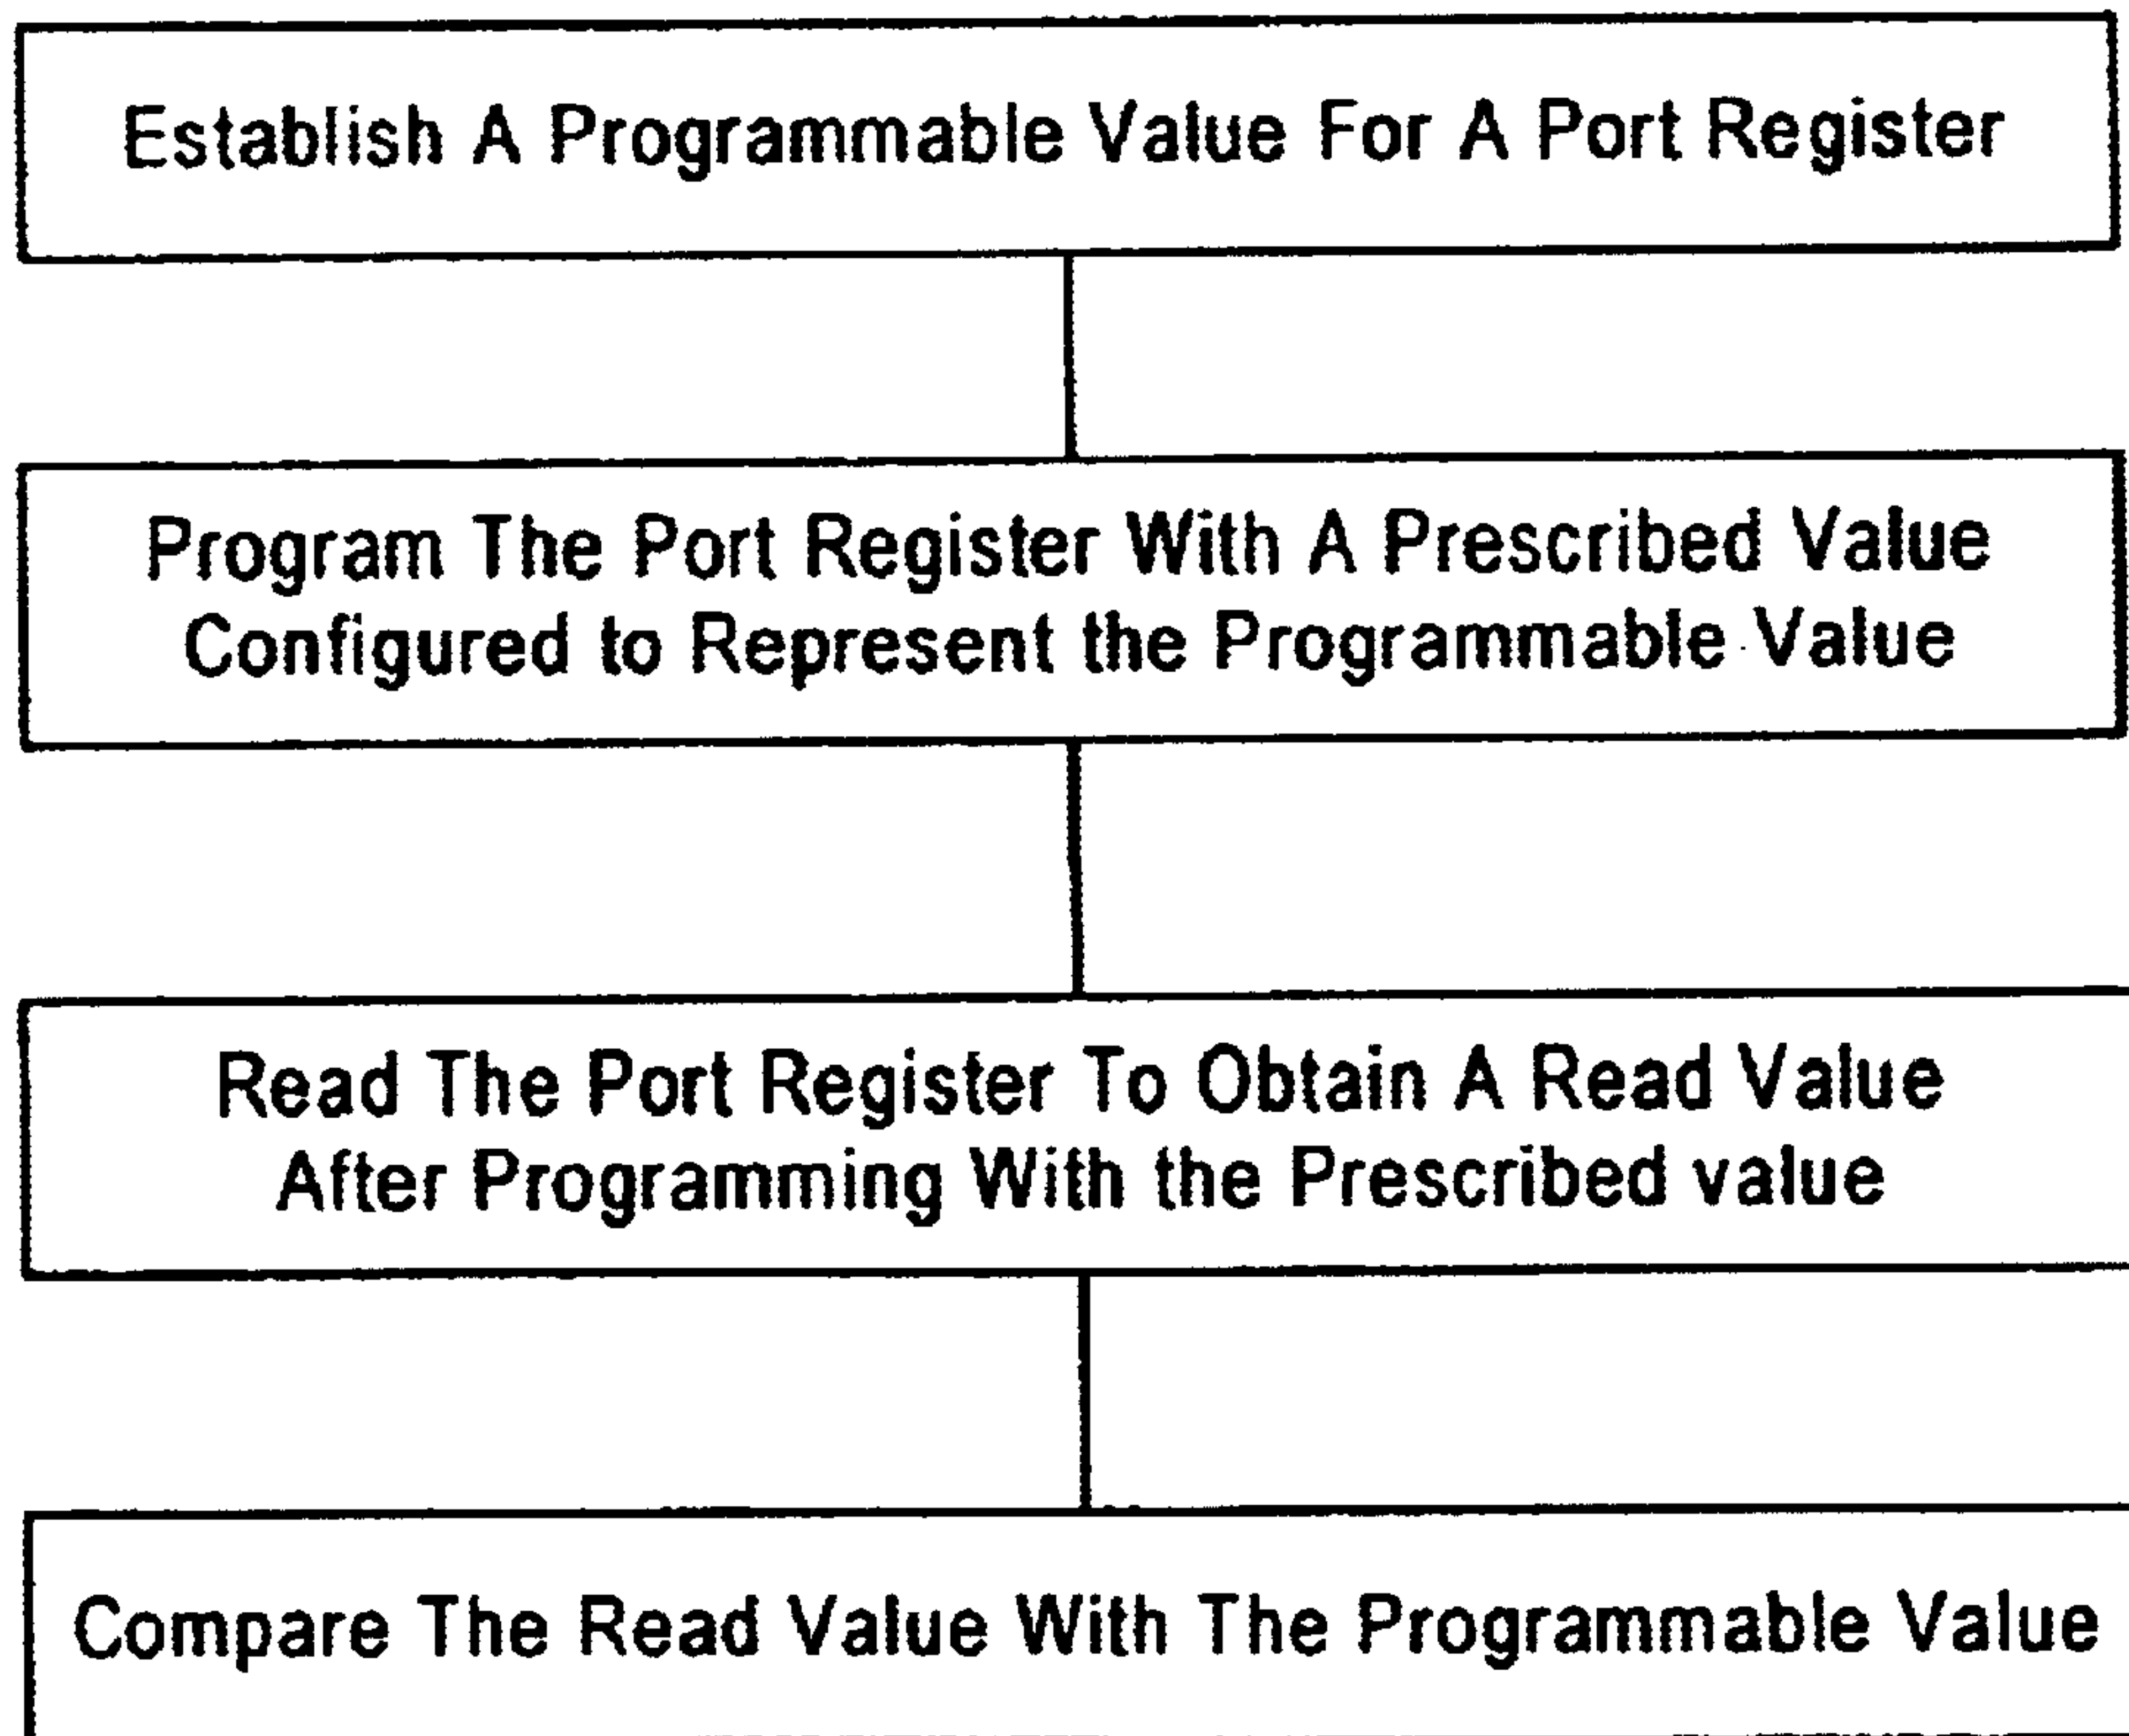 Establish A Programmable Value For A Port Register
Program The Port Register With A Prescribed Value
Configured to Represent the Programmable Value
Read The Port Register To Obtain A Read Value
After Programming With the Prescribed value
Compare The Read Value With The Programmable Value